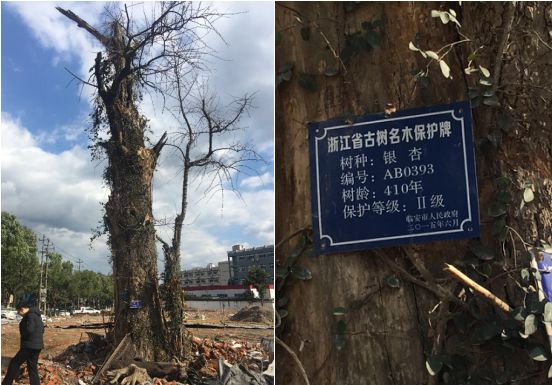 浙江省古树名木保护牌
树种：银杏
编号：AB0393
树龄：410年
保护等级：Ⅱ级
临安市人民政府
二〇一五年六月